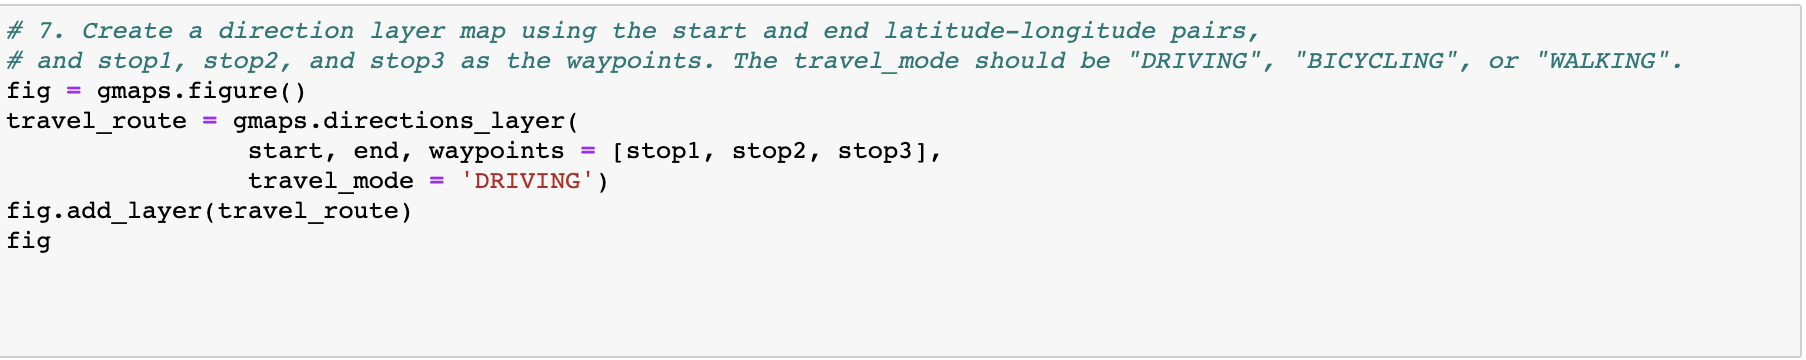 # 7. Create a direction layer map using the start and end latitude-longitude pairs,
# and stop1, stop2, and stop3 as the waypoints. The travel_mode should be "DRIVING", "BICYCLING", or "WALKING".
fig = gmaps.figure()
travel_route = gmaps.directions_layer(
                start, end, waypoints = [stop1, stop2, stop3],
                travel_mode = 'DRIVING')
fig.add_layer(travel_route)
fig